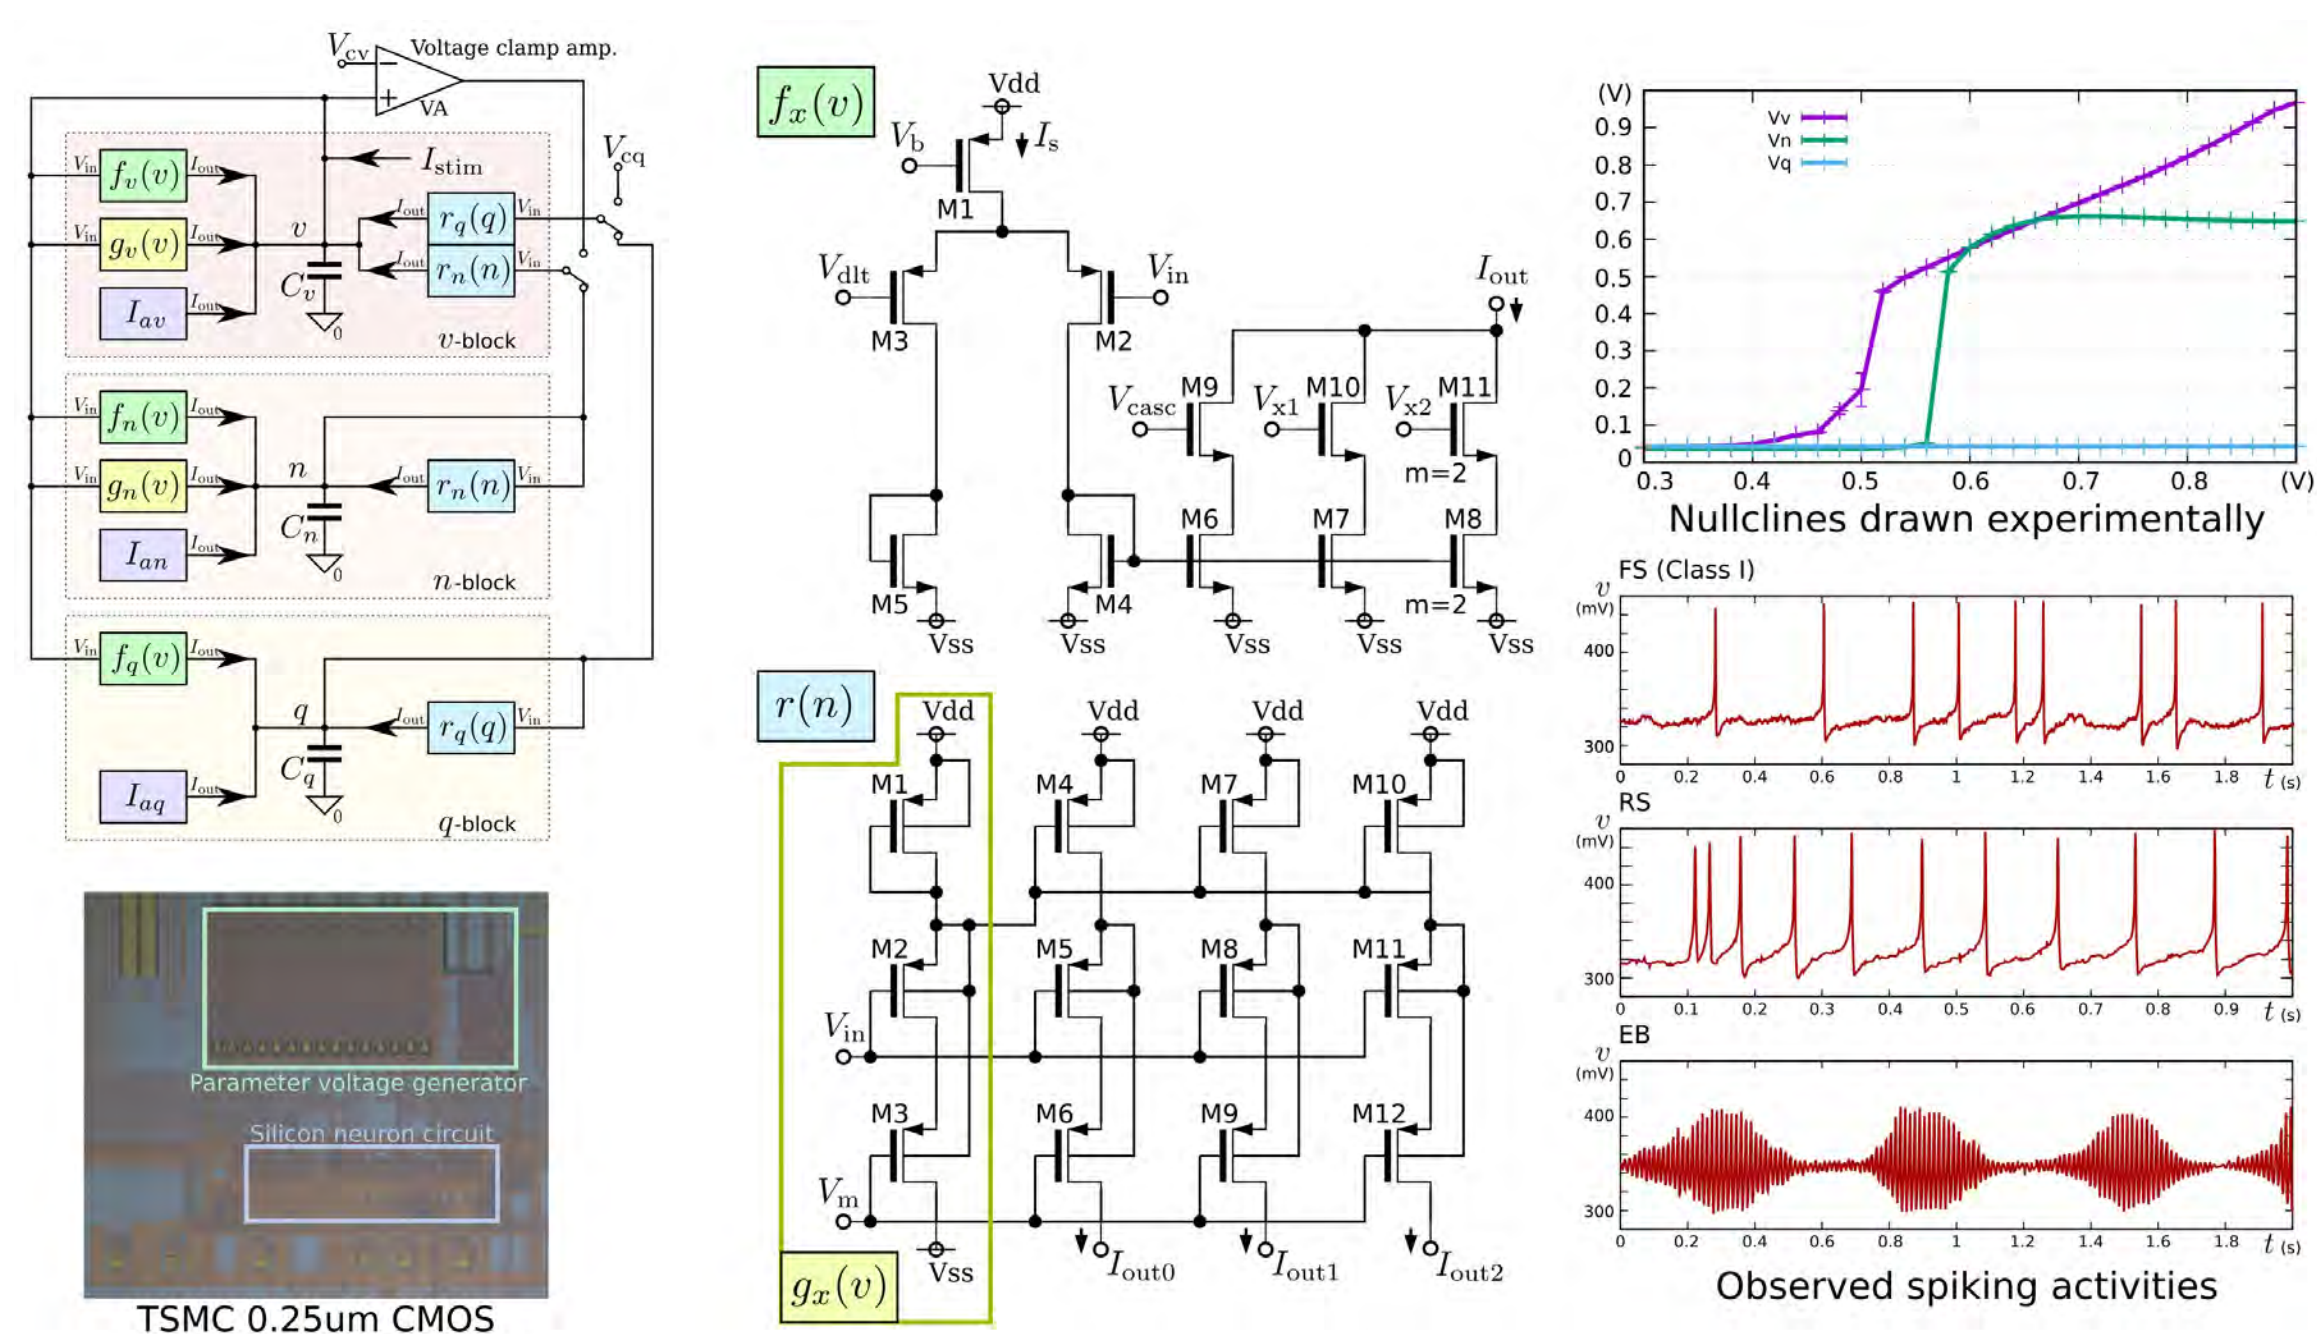 Vcv
Voltage clamp amp.
VA
Istim
Vcq
Vin fv(v) Iout
Iout rq(q) Vin
Vin gv(v) Iout
v
Iout rn(n) Vin
Cv
Iav Iout
0
v-block
Vin fn(v) Iout
Vin gn(v) Iout
n
Iout rn(n) Vin
Cn
Ian Iout
0
n-block
Vin fq(v) Iout
q
Iout rq(q) Vin
Cq
Iaq Iout
0
q-block
Parameter voltage generator
Silicon neuron circuit
TSMC 0.25um CMOS
fx(v)
Vdd
Vb
Is
M1
Vdlt
Vin
Iout
M3
M2
M9
M10
M11
Vcasc
Vx1
Vx2
m=2
M6
M7
M8
M5
M4
m=2
Vss
Vss
Vss
Vss
Vss
r(n)
Vdd
Vdd
Vdd
Vdd
M1
M4
M7
M10
M2
M5
M8
M11
Vin
M3
M6
M9
M12
Vm
Vss
Iout0
Iout1
Iout2
gx(v)
(V)
Vv
Vn
Vq
0.9
0.8
0.7
0.6
0.5
0.4
0.3
0.2
0.1
0
0.3 0.4 0.5 0.6 0.7 0.8 (V)
Nullclines drawn experimentally
FS (Class I)
v
(mV)
400
300
0 0.2 0.4 0.6 0.8 1 1.2 1.4 1.6 1.8 t (s)
RS
v
(mV)
400
300
0 0.1 0.2 0.3 0.4 0.5 0.6 0.7 0.8 0.9 t (s)
EB
v
(mV)
400
300
0 0.2 0.4 0.6 0.8 1 1.2 1.4 1.6 1.8 t (s)
Observed spiking activities